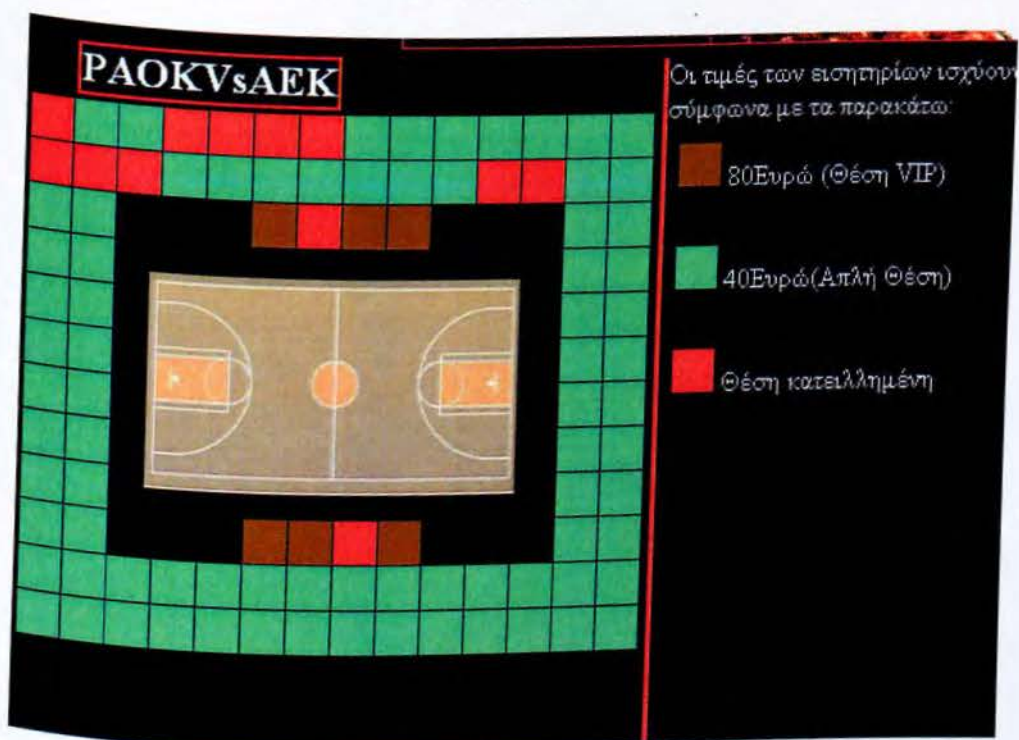 PAOKVsAEK
Οι τιμές των εισητηρίων ισχύουν
σύμφωνα με τα παρακάτω:
80Ευρώ (Θέση VIP)
40Ευρώ(Απλή Θέση)
Θέση κατειλλημένη